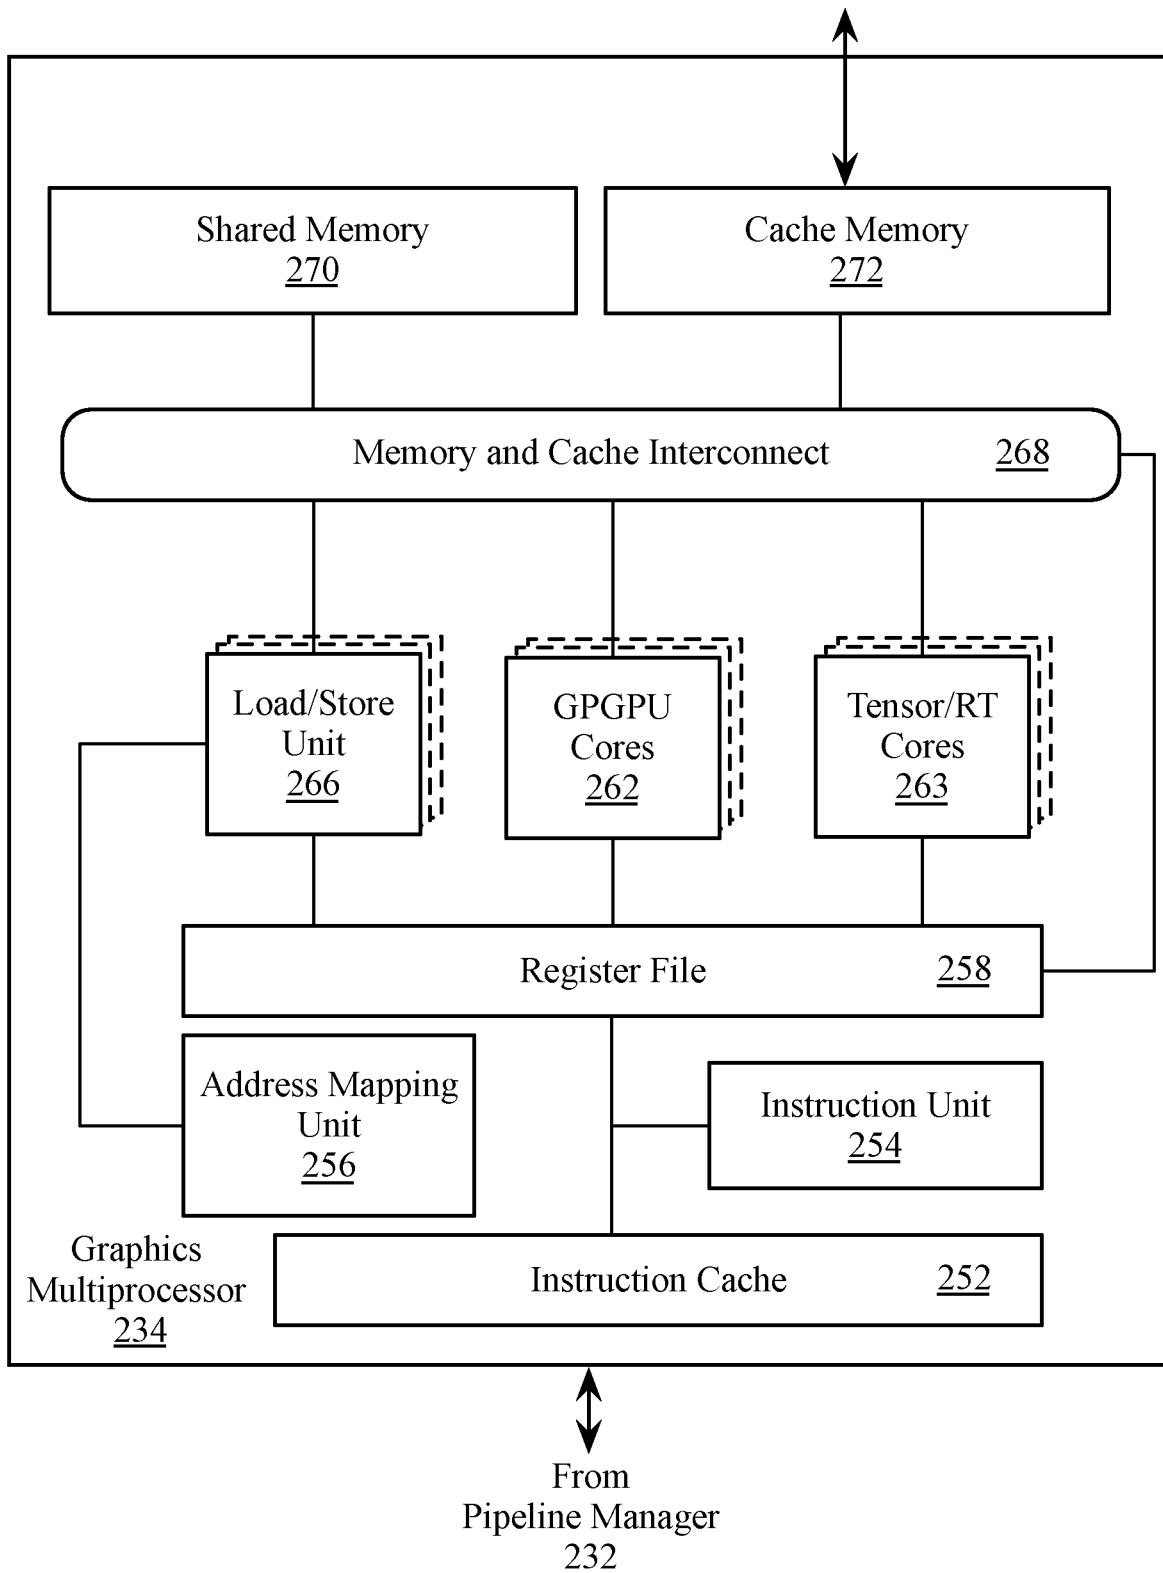 Shared Memory
270
Cache Memory
272
Memory and Cache Interconnect 268
Load/Store
Unit
266
GPGPU
Cores
262
Tensor/RT
Cores
263
Register File 258
Address Mapping
Unit
256
Instruction Unit
254
Graphics
Multiprocessor
234
Instruction Cache 252
From
Pipeline Manager
232